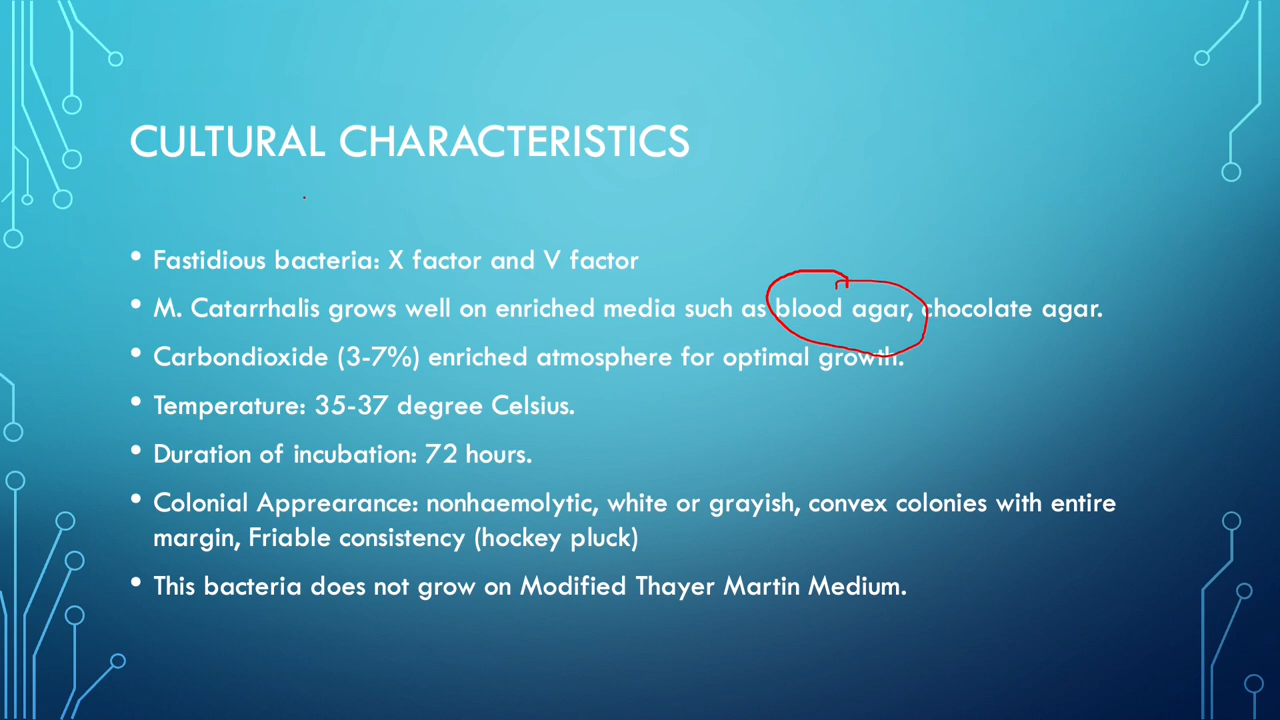 CULTURAL CHARACTERISTICS
• Fastidious bacteria: X factor and V factor
• M. Catarrhalis grows well on enriched media such as blood agar, chocolate agar.
• Carbondioxide (3-7%) enriched atmosphere for optimal growth.
• Temperature: 35-37 degree Celsius.
• Duration of incubation: 72 hours.
• Colonial Apprearance: nonhaemolytic, white or grayish, convex colonies with entire
margin, Friable consistency (hockey pluck)
• This bacteria does not grow on Modified Thayer Martin Medium.